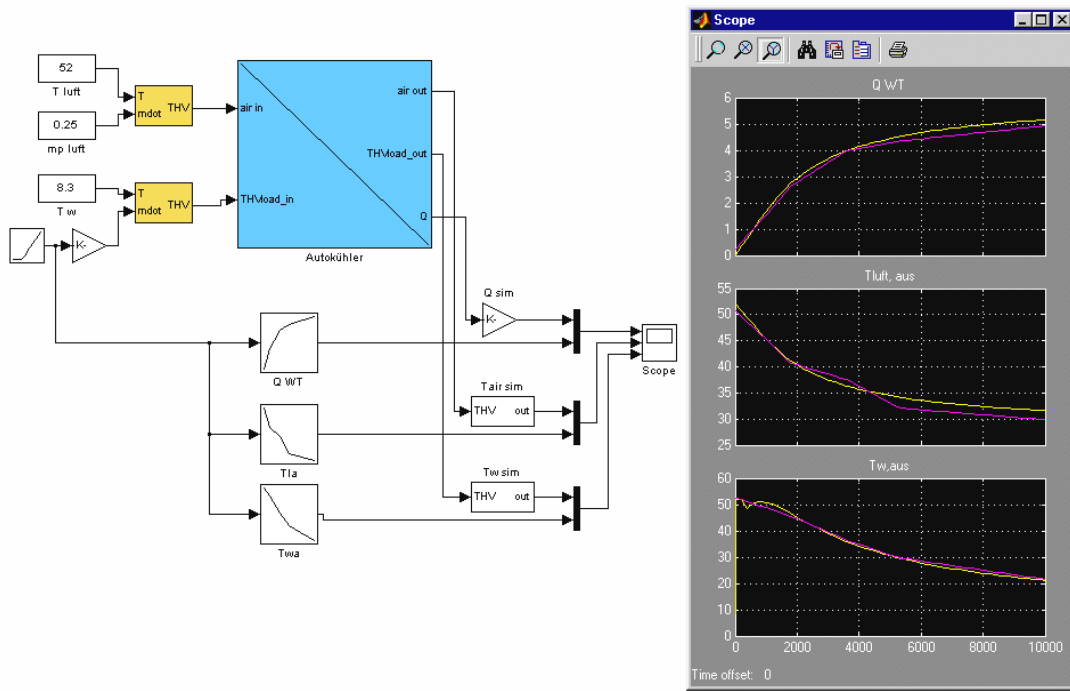 52
T luft
0.25
mp luft
T
mdot
THV
8.3
T w
T
mdot
THV
K-
air in
THVload_in
air out
THVload_out
Q
Autokühler
Q sim
K-
Q WT
Tla
Twa
Tair sim
THV
out
Tw sim
THV
out
Scope
Scope
Q WT
6
5
4
3
2
1
0
Tluft, aus
55
50
45
40
35
30
25
Tw,aus
60
50
40
30
20
10
0
0 2000 4000 6000 8000 10000
Time offset: 0